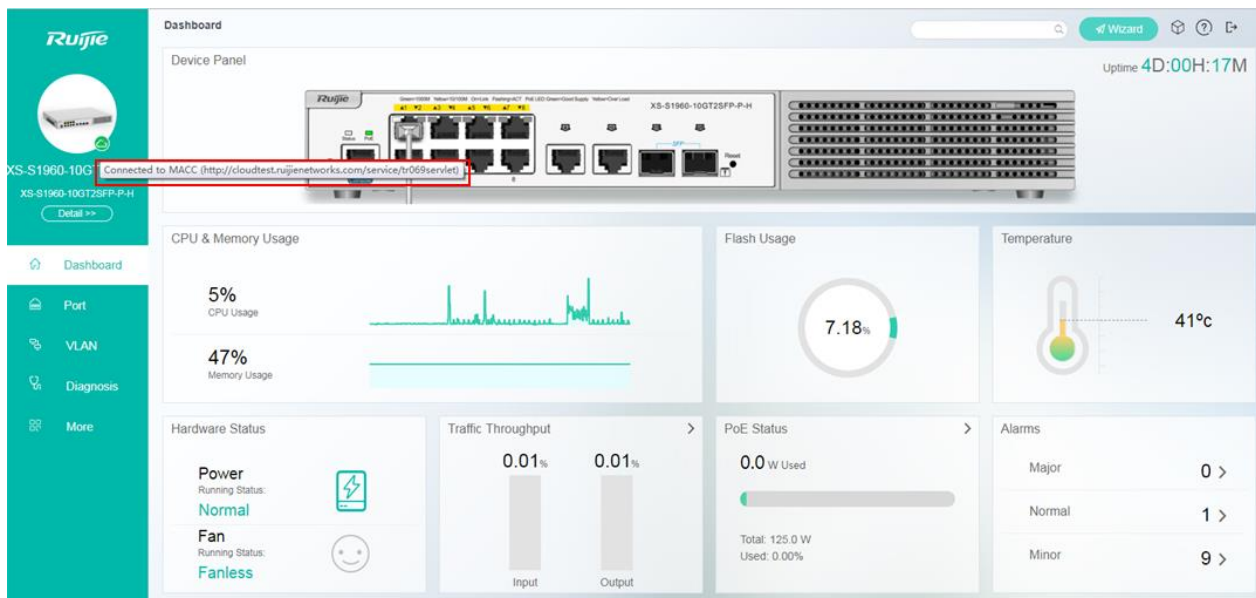 Ruijie
Dashboard
Wizard
Device Panel
Uptime 4D:00H:17M
Ruijie
XS-S1960-10GT2SFP-P-H
Status PoE
SFP
Reset
XS-S1960-10G
Connected to MACC (http://cloudtest.ruijienetworks.com/service/tr069servlet)
XS-S1960-10GT2SFP-P-H
Detail >>
Dashboard
Port
VLAN
Diagnosis
More
CPU & Memory Usage
5%
CPU Usage
47%
Memory Usage
Flash Usage
7.18%
Temperature
41°c
Hardware Status
Power
Running Status:
Normal
Fan
Running Status:
Fanless
Traffic Throughput
0.01% 0.01%
Input Output
PoE Status
0.0 W Used
Total: 125.0 W
Used: 0.00%
Alarms
Major 0
Normal 1
Minor 9